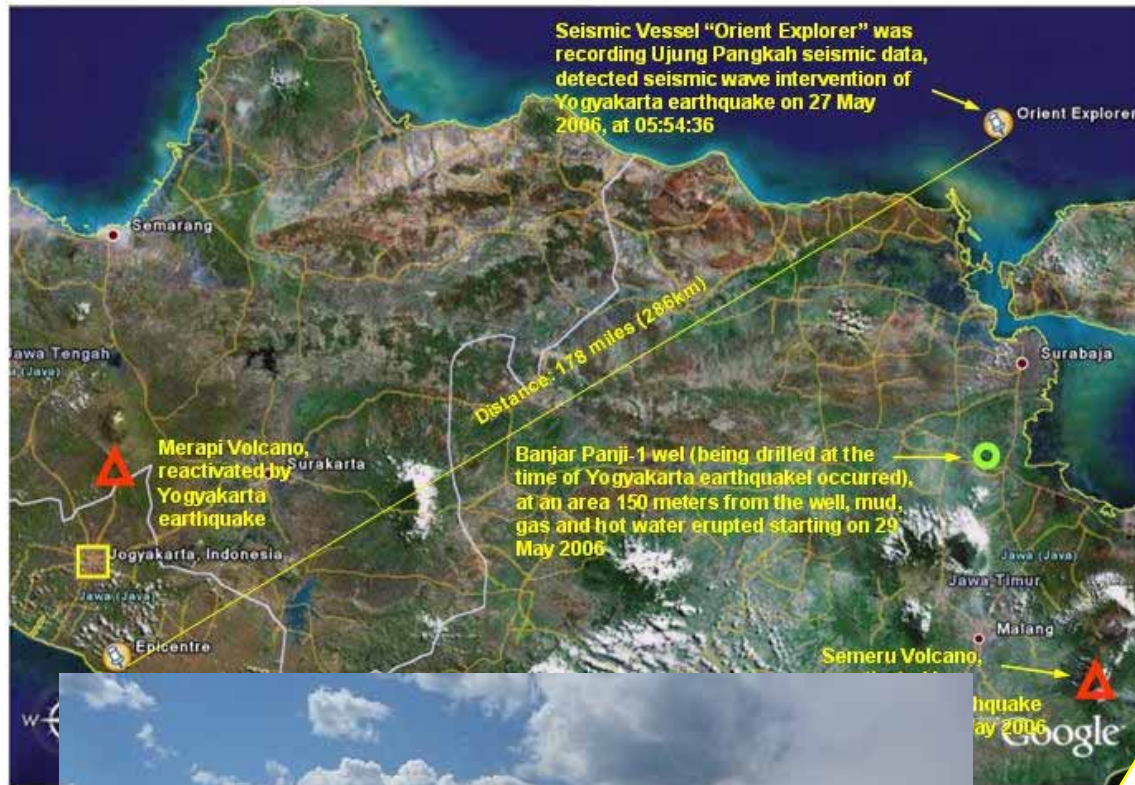 Seismic Vessel “Orient Explorer” was
recording Ujung Pangkah seismic data,
detected seismic wave intervention of
Yogyakarta earthquake on 27 May
2006, at 05:54:36
Orient Explorer
Semarang
Distance: 178 miles (286km)
Jawa Tengah
(Java)
Surabaja
Merapi Volcano,
reactivated by
Yogyakarta
earthquake
Surakarta
Banjar Panji-1 wel (being drilled at the
time of Yogyakarta earthquakel occurred),
at an area 150 meters from the well, mud,
gas and hot water erupted starting on 29
May 2006
Jogyakarta, Indonesia
Jawa (Java)
Jawa (Java)
Jawa Timur
Malang
Epicentre
Semeru Volcano,
hquake
ay 2006
W
Google